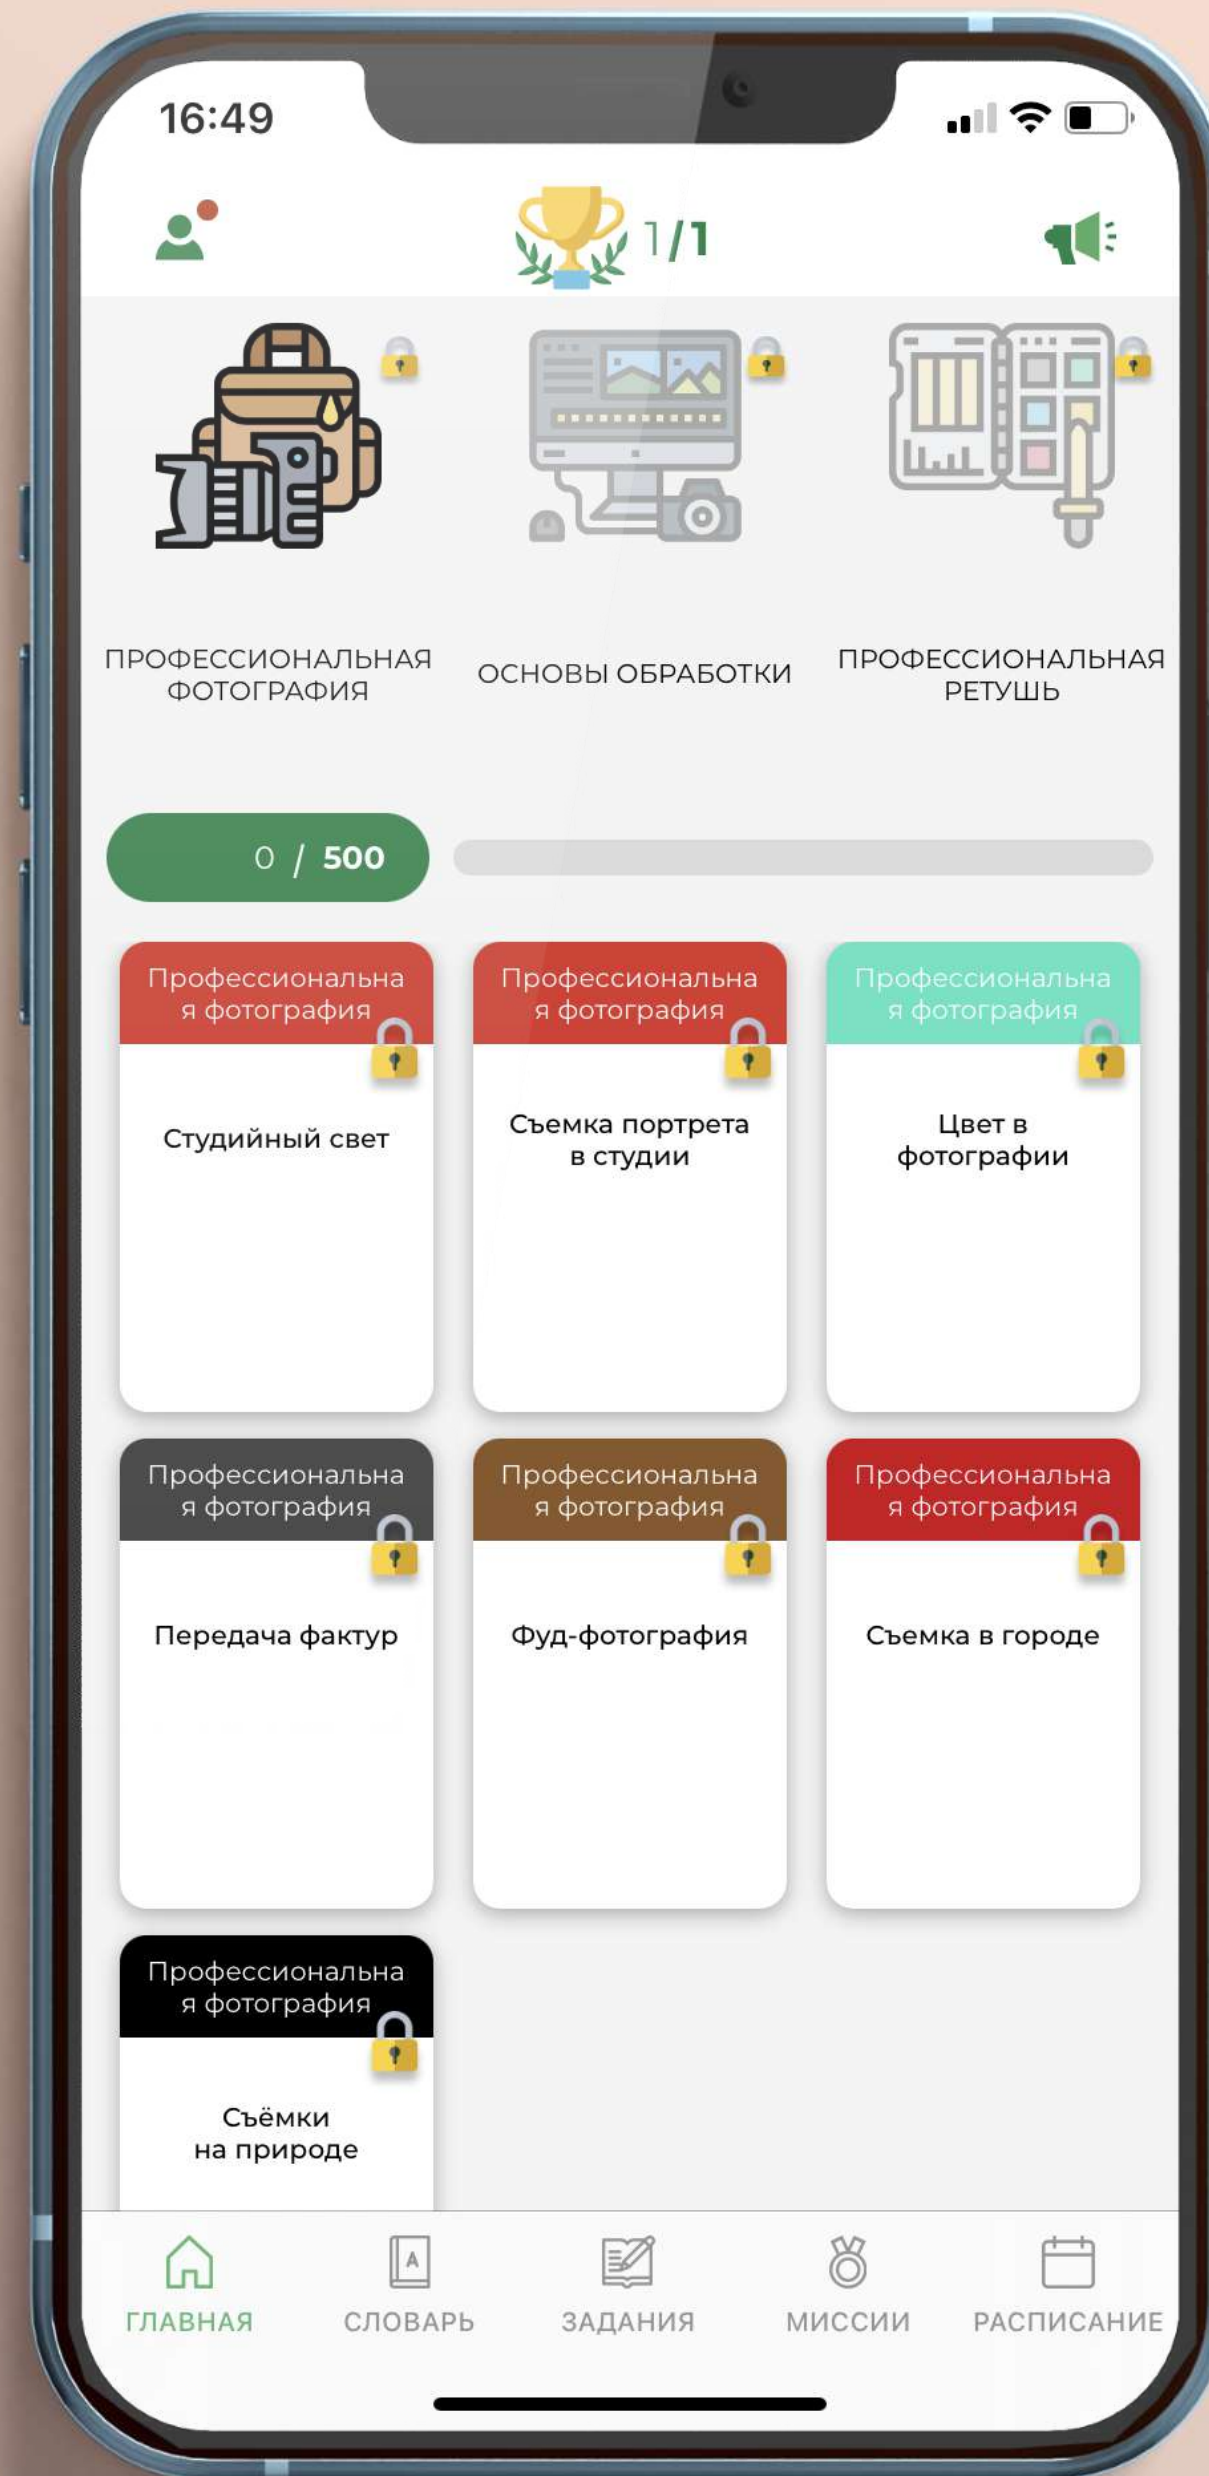 16:49
1/1
ПРОФЕССИОНАЛЬНАЯ
ФОТОГРАФИЯ
ОСНОВЫ ОБРАБОТКИ
ПРОФЕССИОНАЛЬНАЯ
РЕТУШЬ
0 / 500
Профессиональна
я фотография
Студийный свет
Профессиональна
я фотография
Съемка портрета
в студии
Профессиональна
я фотография
Цвет в
фотографии
Профессиональна
я фотография
Передача фактур
Профессиональна
я фотография
Фуд-фотография
Профессиональна
я фотография
Съемка в городе
Профессиональна
я фотография
Съёмки
на природе
A
ГЛАВНАЯ
СЛОВАРЬ
ЗАДАНИЯ
МИССИИ
РАСПИСАНИЕ